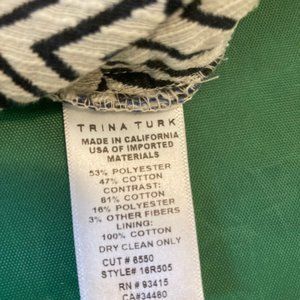 TRINA TURK
MADE IN CALIFORNIA
USA OF IMPORTED
MATERIALS
53% POLYESTER
47% COTTON
CONTRAST:
81% COTTON
16% POLYESTER
3% OTHER FIBERS
LINING:
100% COTTON
DRY CLEAN ONLY
CUT # 6550
STYLE# 16R505
RN # 93415
CA#34460